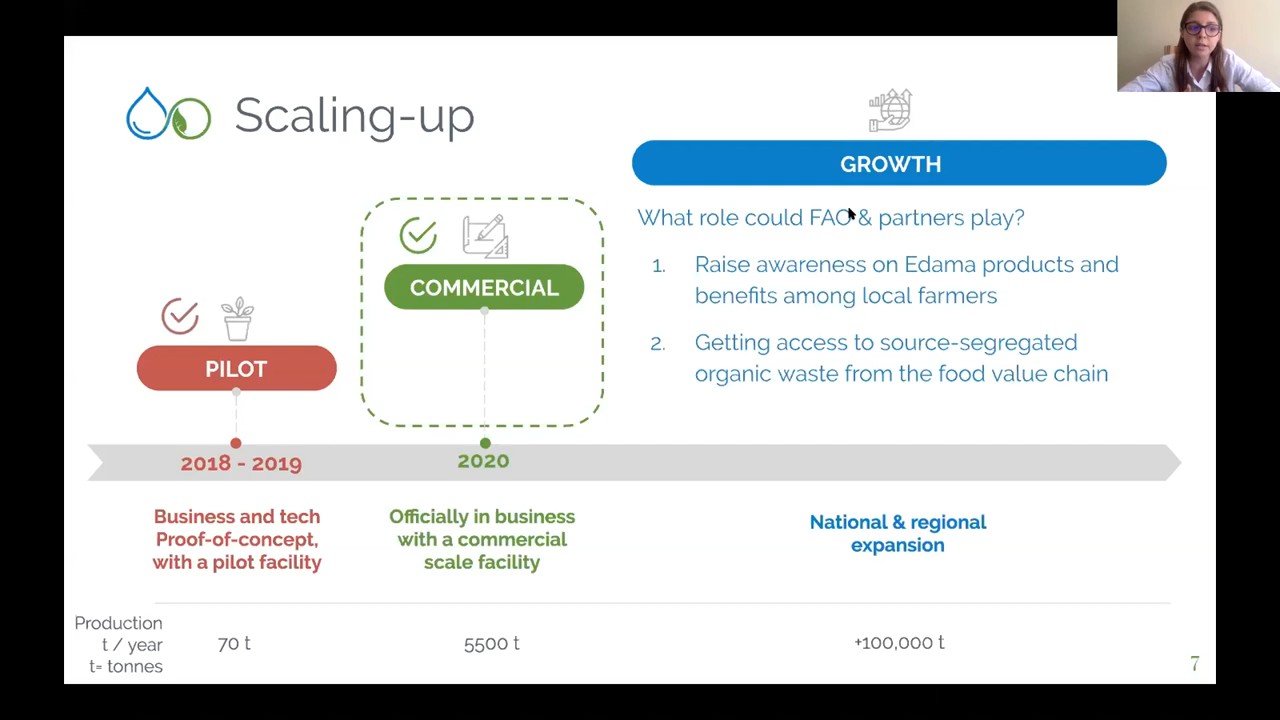 Scaling-up
GROWTH
What role could FAO & partners play?
1. Raise awareness on Edama products and
benefits among local farmers
2. Getting access to source-segregated
organic waste from the food value chain
COMMERCIAL
PILOT
2018 - 2019
2020
Business and tech
Proof-of-concept,
with a pilot facility
Officially in business
with a commercial
scale facility
National & regional
expansion
Production
t / year
t= tonnes
70 t
5500 t
+100,000 t
7